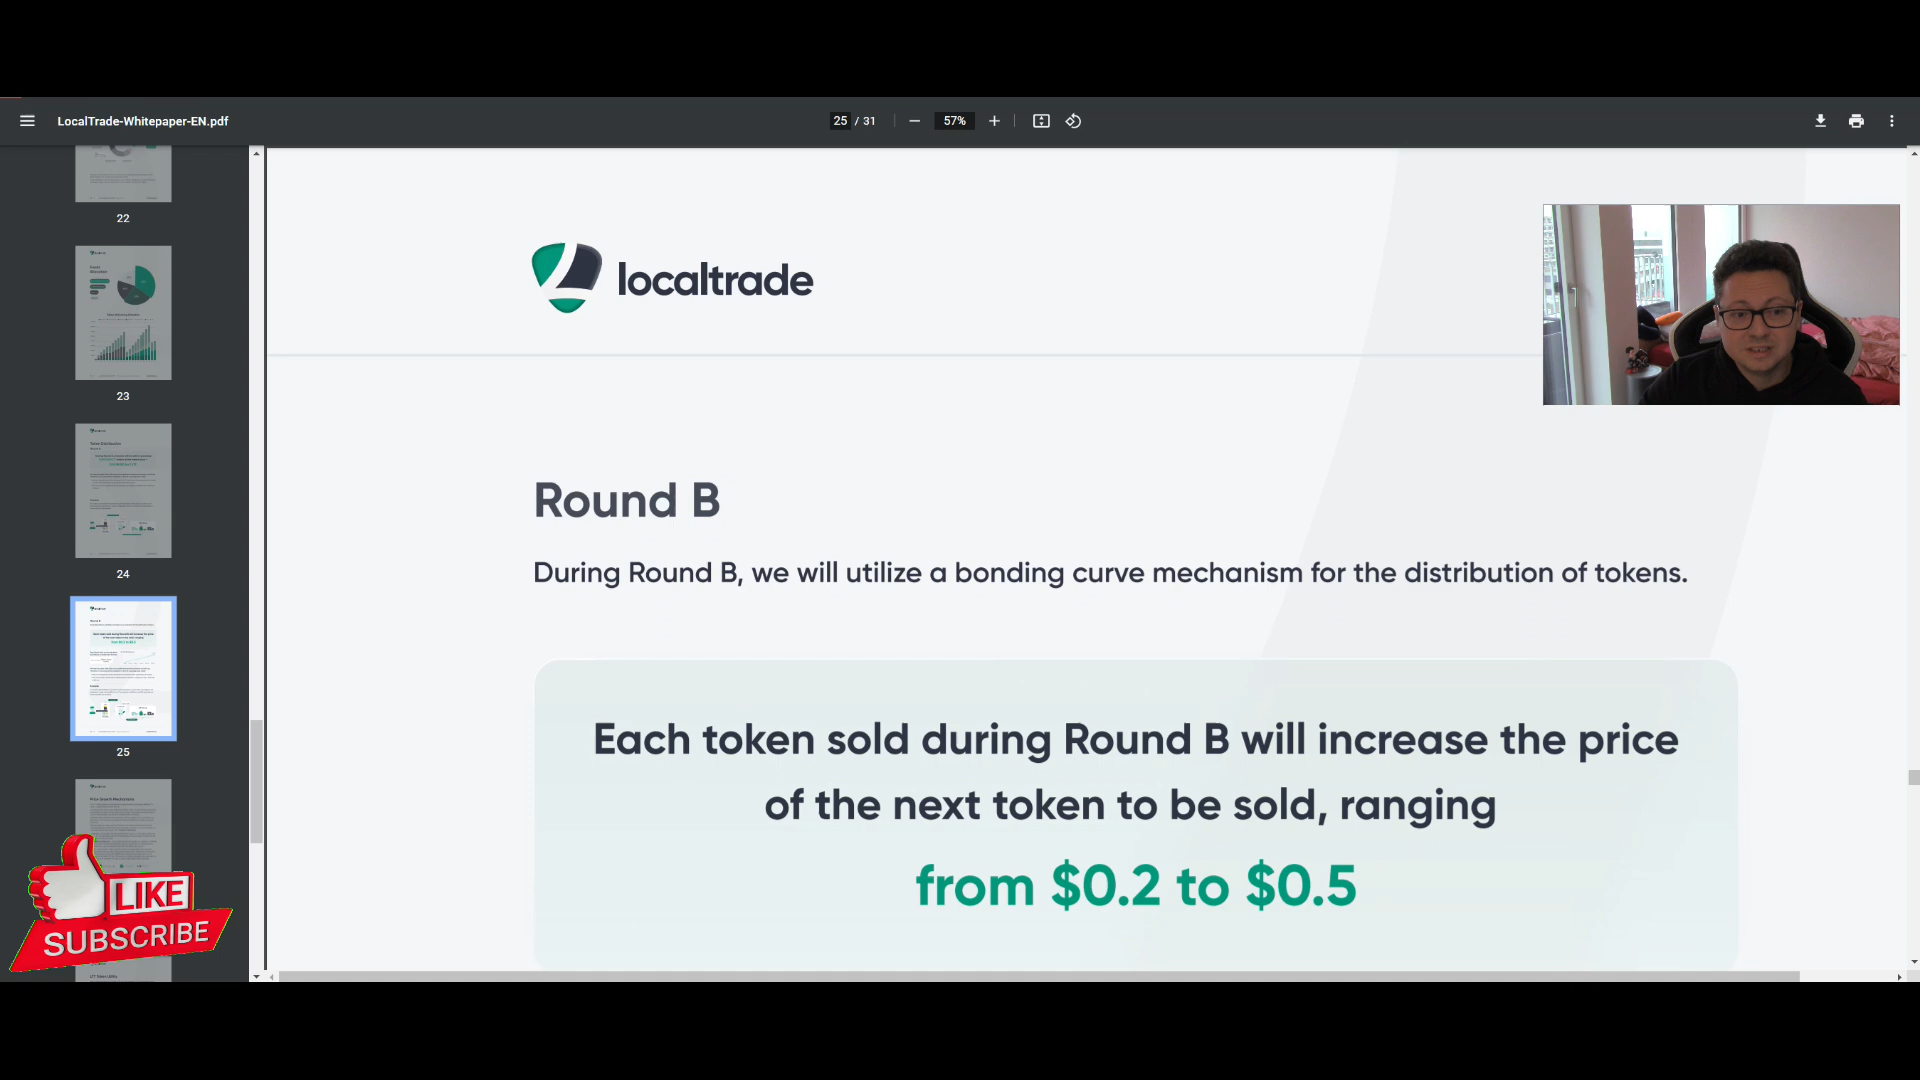 LocalTrade-Whitepaper-EN.pdf
25 / 31
57%
22
23
24
25
localtrade
Round B
During Round B, we will utilize a bonding curve mechanism for the distribution of tokens.
Each token sold during Round B will increase the price
of the next token to be sold, ranging
from $0.2 to $0.5
LIKE
SUBSCRIBE